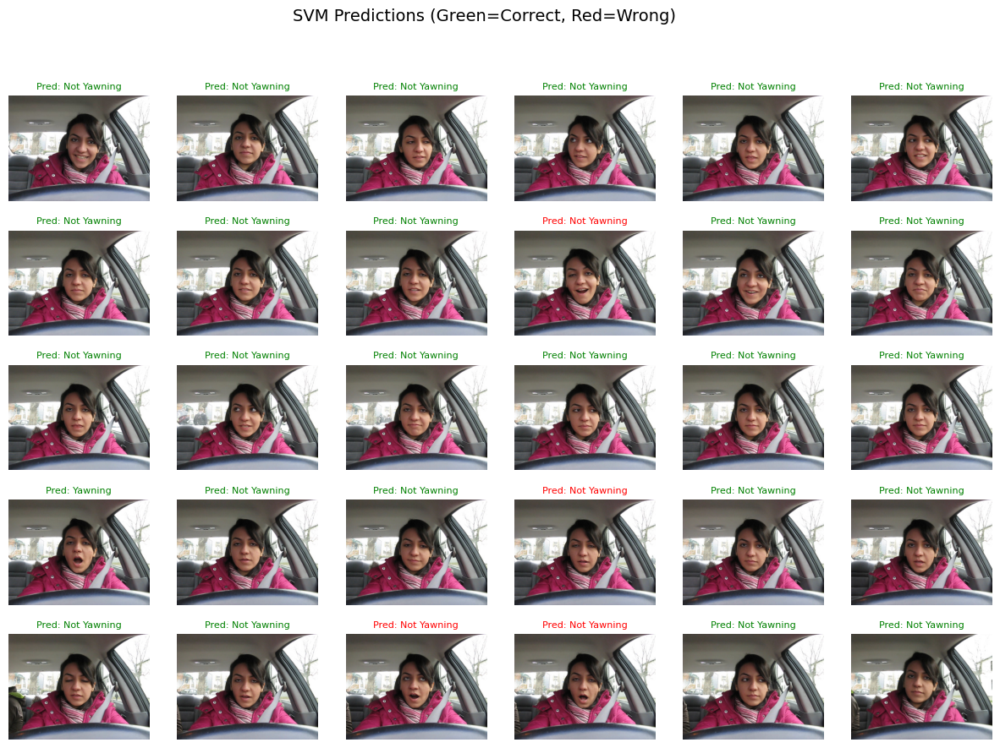 SVM Predictions (Green=Correct, Red=Wrong)
Pred: Not Yawning Pred: Not Yawning Pred: Not Yawning Pred: Not Yawning Pred: Not Yawning Pred: Not Yawning
Pred: Not Yawning Pred: Not Yawning Pred: Not Yawning Pred: Not Yawning Pred: Not Yawning Pred: Not Yawning
Pred: Not Yawning Pred: Not Yawning Pred: Not Yawning Pred: Not Yawning Pred: Not Yawning Pred: Not Yawning
Pred: Yawning Pred: Not Yawning Pred: Not Yawning Pred: Not Yawning Pred: Not Yawning Pred: Not Yawning
Pred: Not Yawning Pred: Not Yawning Pred: Not Yawning Pred: Not Yawning Pred: Not Yawning Pred: Not Yawning